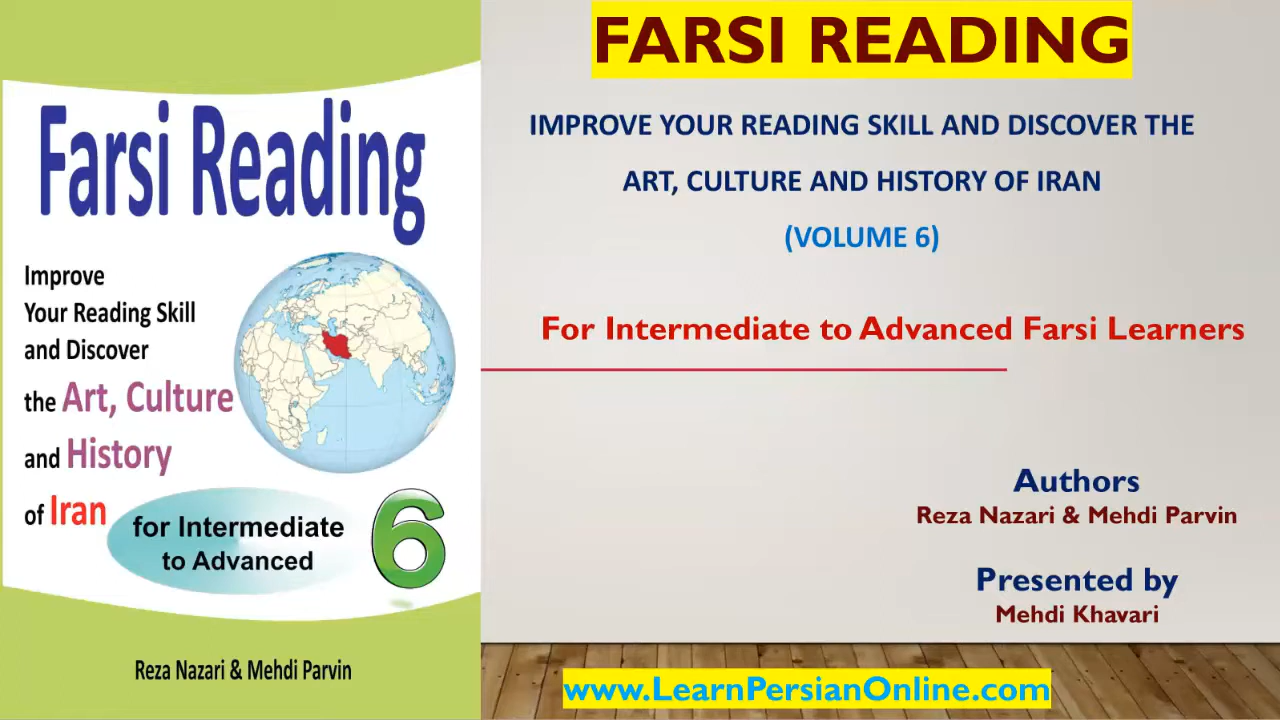 Farsi Reading
Improve
Your Reading Skill
and Discover
the Art, Culture
and History
of Iran
for Intermediate
to Advanced
6
Reza Nazari & Mehdi Parvin
FARSI READING
IMPROVE YOUR READING SKILL AND DISCOVER THE
ART, CULTURE AND HISTORY OF IRAN
(VOLUME 6)
For Intermediate to Advanced Farsi Learners
Authors
Reza Nazari & Mehdi Parvin
Presented by
Mehdi Khavari
www.LearnPersianOnline.com